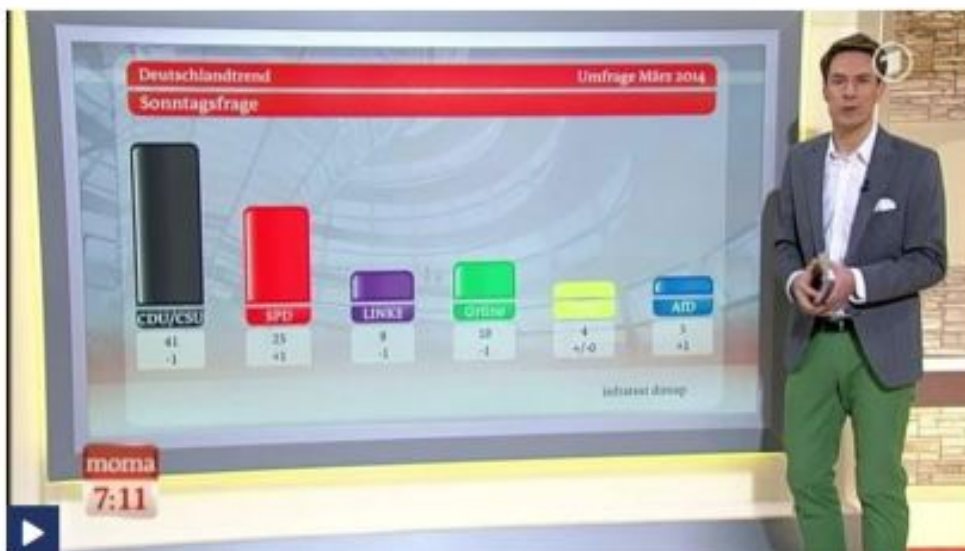 1
Deutschlandtrend Umfrage März 2014
Sonntagsfrage
CDU/CSU SPD LINKE Grüne AfD
41 25 9 10 4 5
-1 +1 -1 -1 +/-0 +1
infratest dimap
moma
7:11